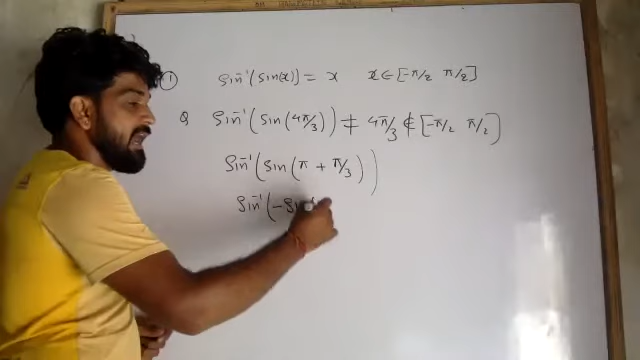 ① Sin⁻¹(Sin(x)) = x x ∈ [-π/2 π/2]
Q Sin⁻¹(Sin(4π/3)) ≠ 4π/3 ∉ [-π/2 π/2]
Sin⁻¹(Sin(π + π/3))
Sin⁻¹(-Sin(